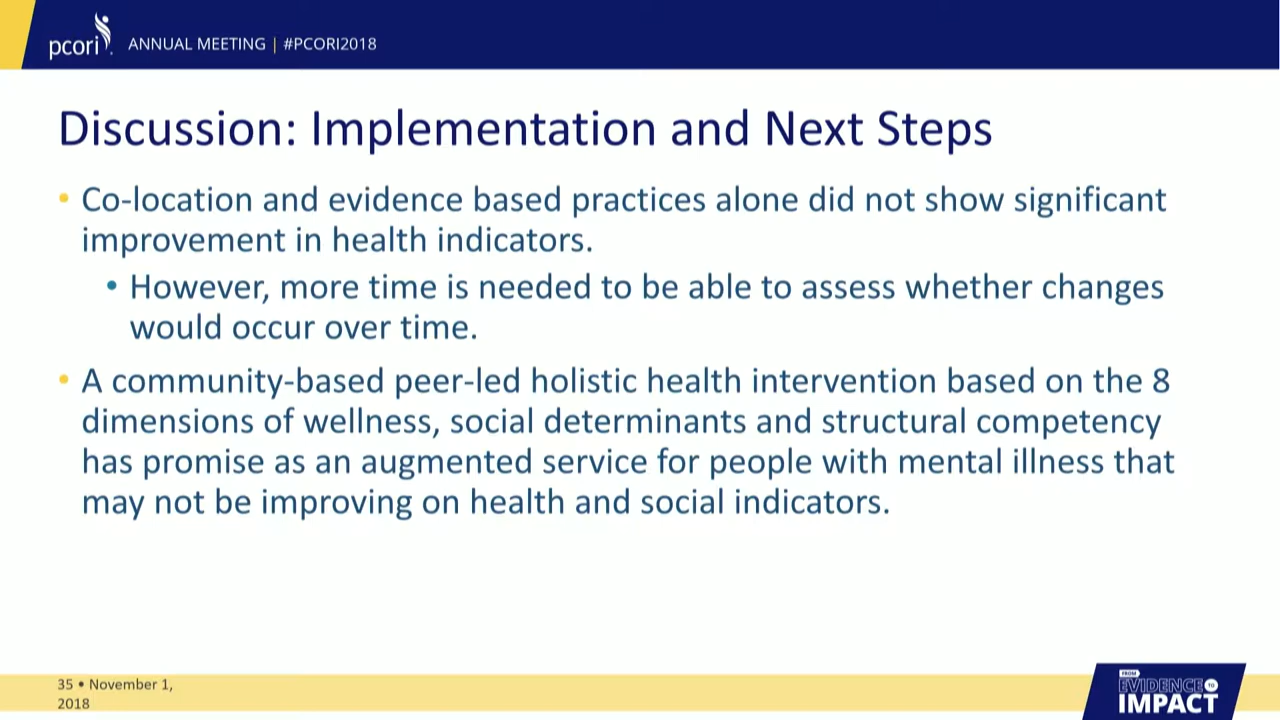 pcori
ANNUAL MEETING | #PCORI2018
Discussion: Implementation and Next Steps
• Co-location and evidence based practices alone did not show significant
improvement in health indicators.
• However, more time is needed to be able to assess whether changes
would occur over time.
• A community-based peer-led holistic health intervention based on the 8
dimensions of wellness, social determinants and structural competency
has promise as an augmented service for people with mental illness that
may not be improving on health and social indicators.
35 • November 1,
2018
FROM
EVIDENCE TO
IMPACT